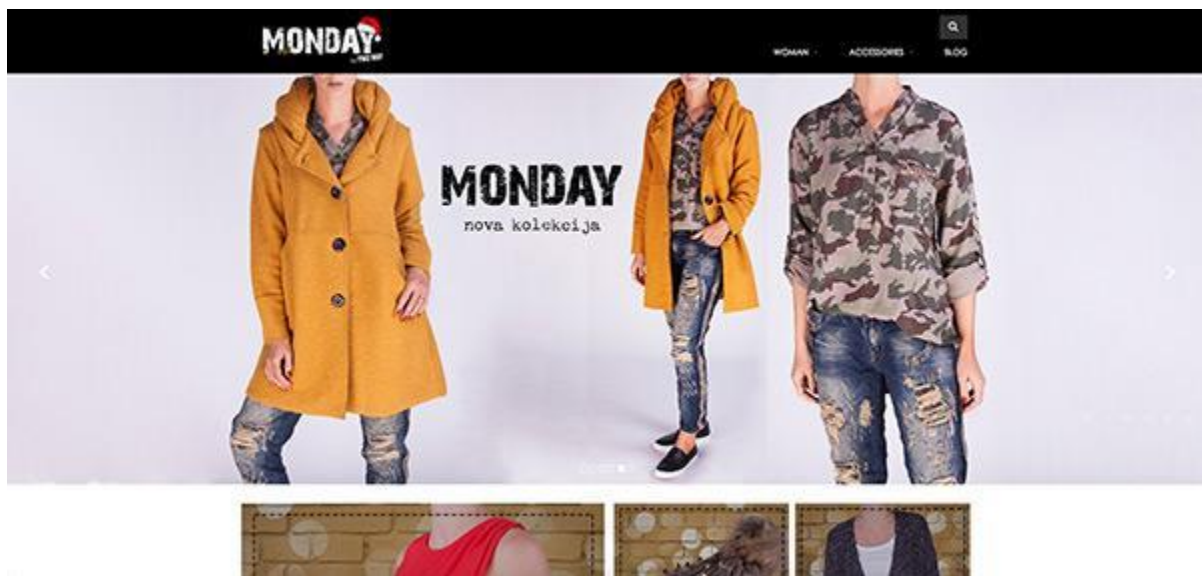 MONDAY
WOMAN
ACCESSORIES
BLOG
MONDAY
nova kolekcija